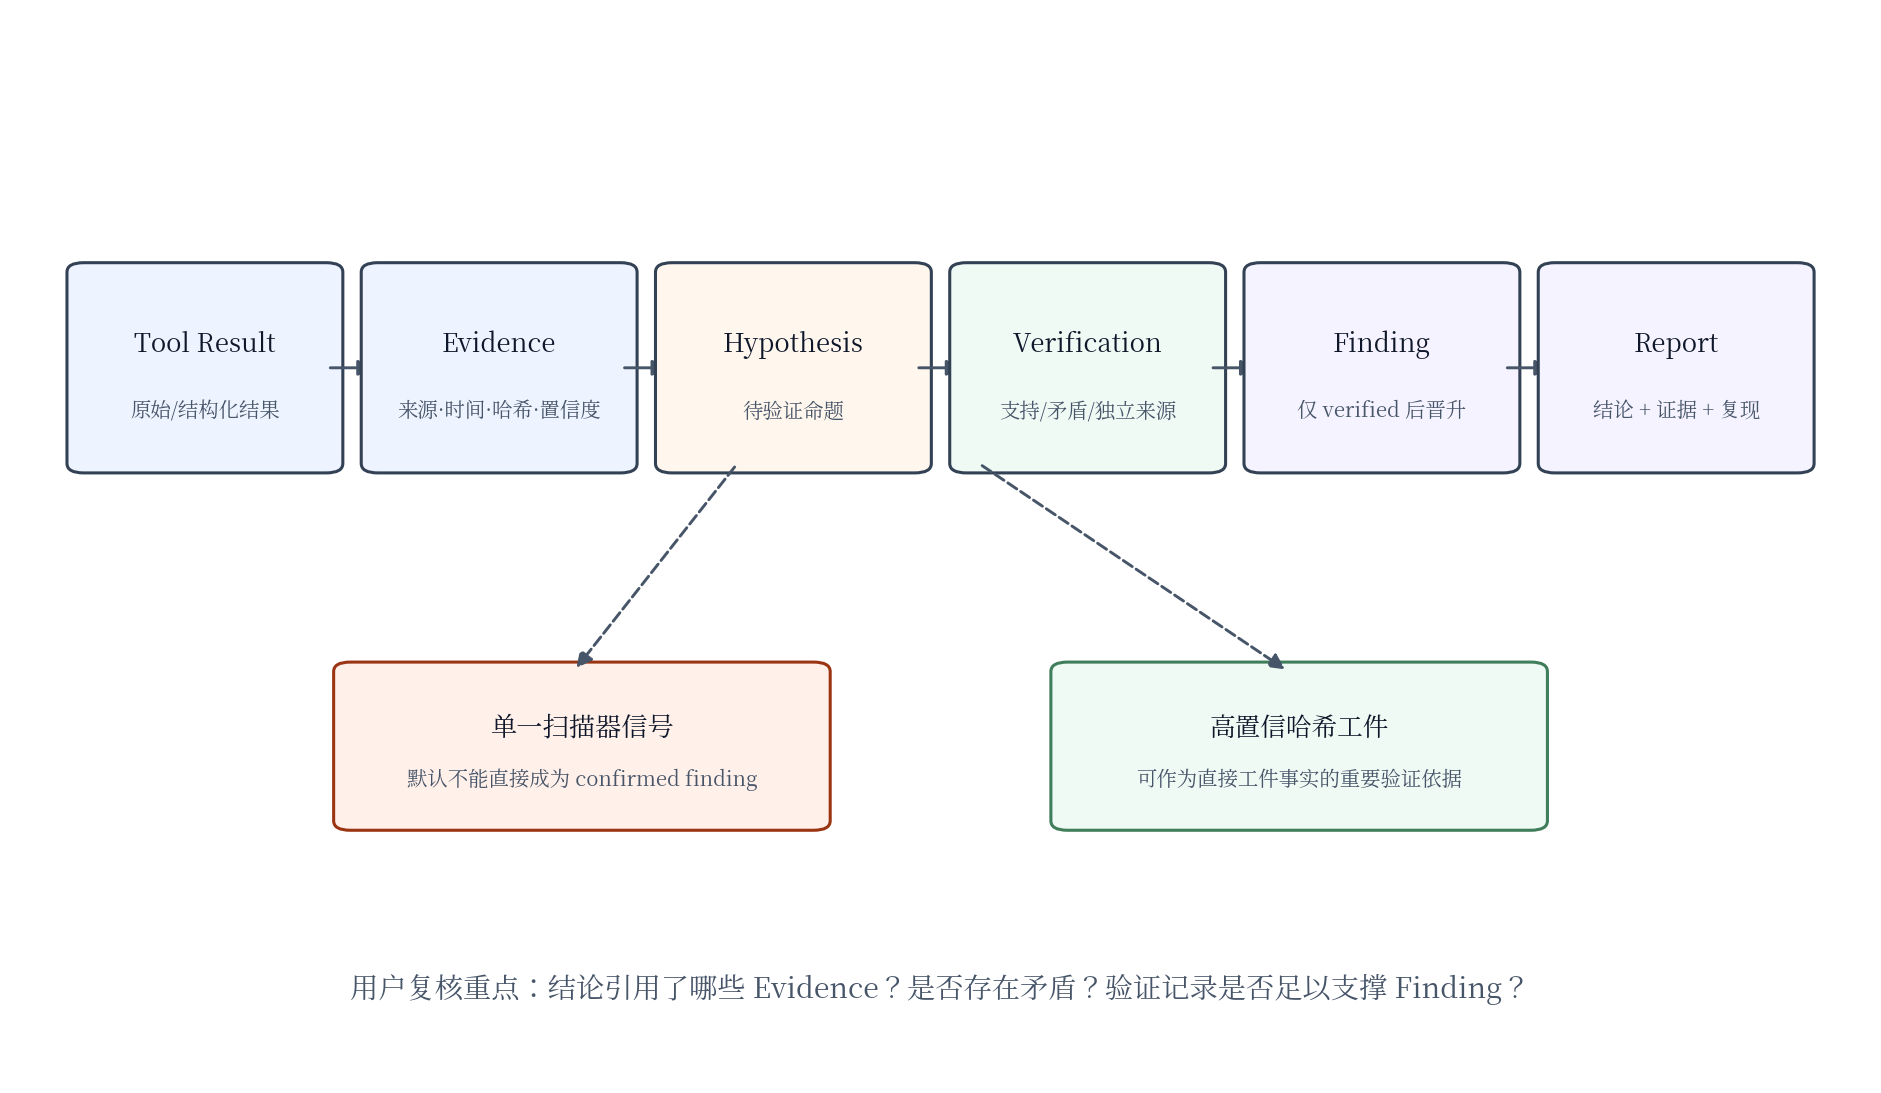 Tool Result
原始/结构化结果
Evidence
来源·时间·哈希·置信度
Hypothesis
待验证命题
Verification
支持/矛盾/独立来源
Finding
仅 verified 后晋升
Report
结论 + 证据 + 复现
单一扫描器信号
默认不能直接成为 confirmed finding
高置信哈希工件
可作为直接工件事实的重要验证依据
用户复核重点：结论引用了哪些 Evidence？是否存在矛盾？验证记录是否足以支撑 Finding？